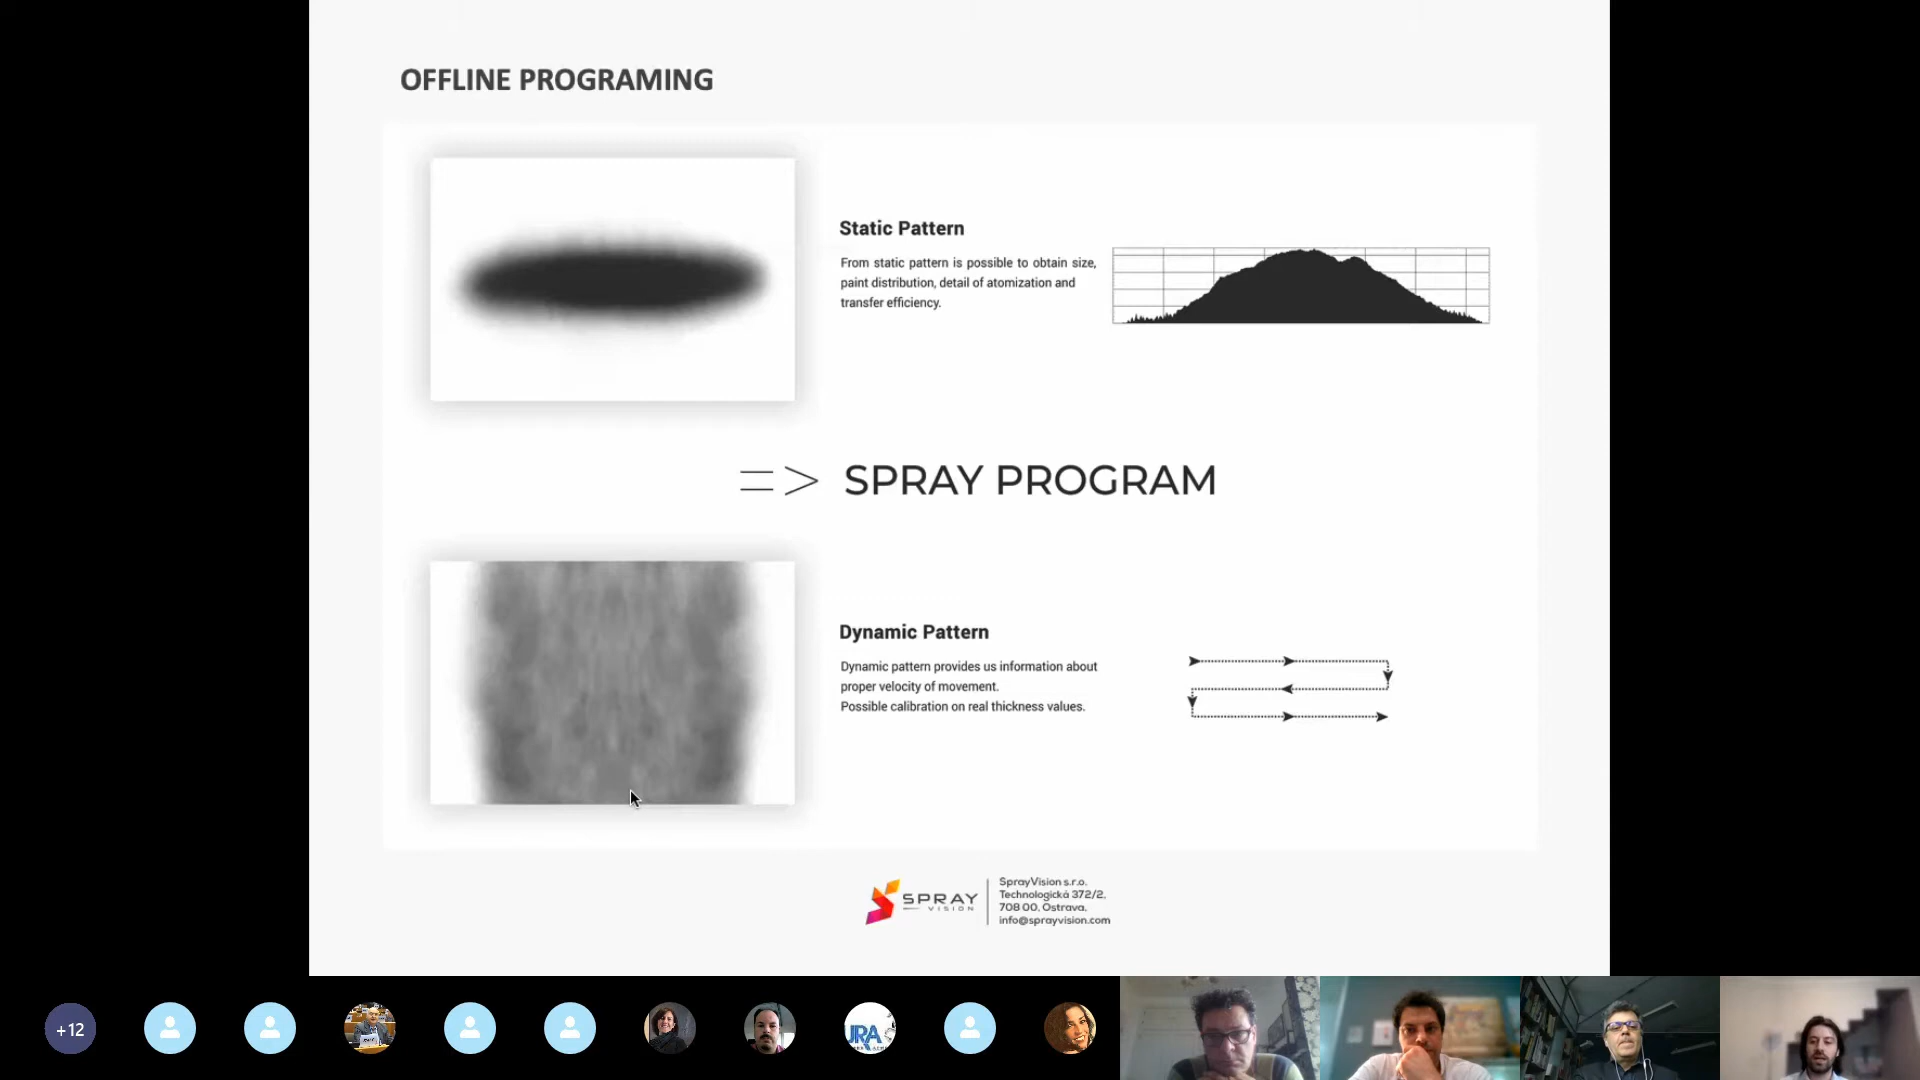 OFFLINE PROGRAMING
Static Pattern
From static pattern is possible to obtain size,
paint distribution, detail of atomization and
transfer efficiency.
=> SPRAY PROGRAM
Dynamic Pattern
Dynamic pattern provides us information about
proper velocity of movement.
Possible calibration on real thickness values.
SPRAY
VISION
SprayVision s.r.o.
Technologická 372/2,
708 00, Ostrava,
info@sprayvision.com
+12
JRA